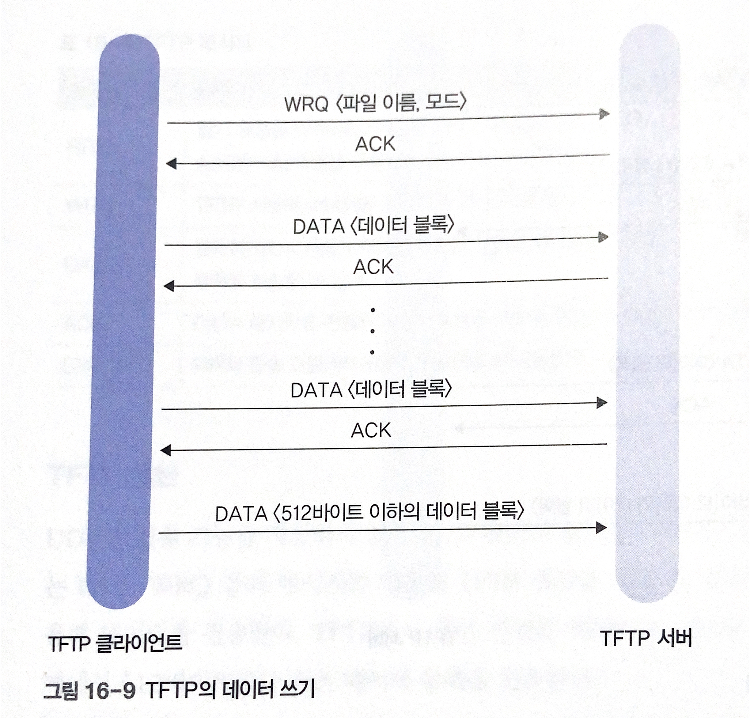 WRQ 〈파일 이름, 모드〉
ACK
DATA 〈데이터 블록〉
ACK
DATA 〈데이터 블록〉
ACK
DATA 〈512바이트 이하의 데이터 블록〉
TFTP 클라이언트
TFTP 서버
그림 16-9 TFTP의 데이터 쓰기